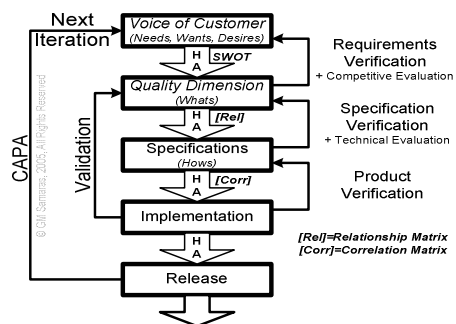 Next
Iteration
Voice of Customer
(Needs, Wants, Desires)
H
A
SWOT
Requirements
Verification
+ Competitive Evaluation
Quality Dimension
(Whats)
H
A
[Rel]
Specification
Verification
+ Technical Evaluation
Specifications
(Hows)
H
A
[Corr]
Product
Verification
Implementation
H
A
[Rel]=Relationship Matrix
[Corr]=Correlation Matrix
Release
CAPA
© GM Samaras, 2005, All Rights Reserved
Validation